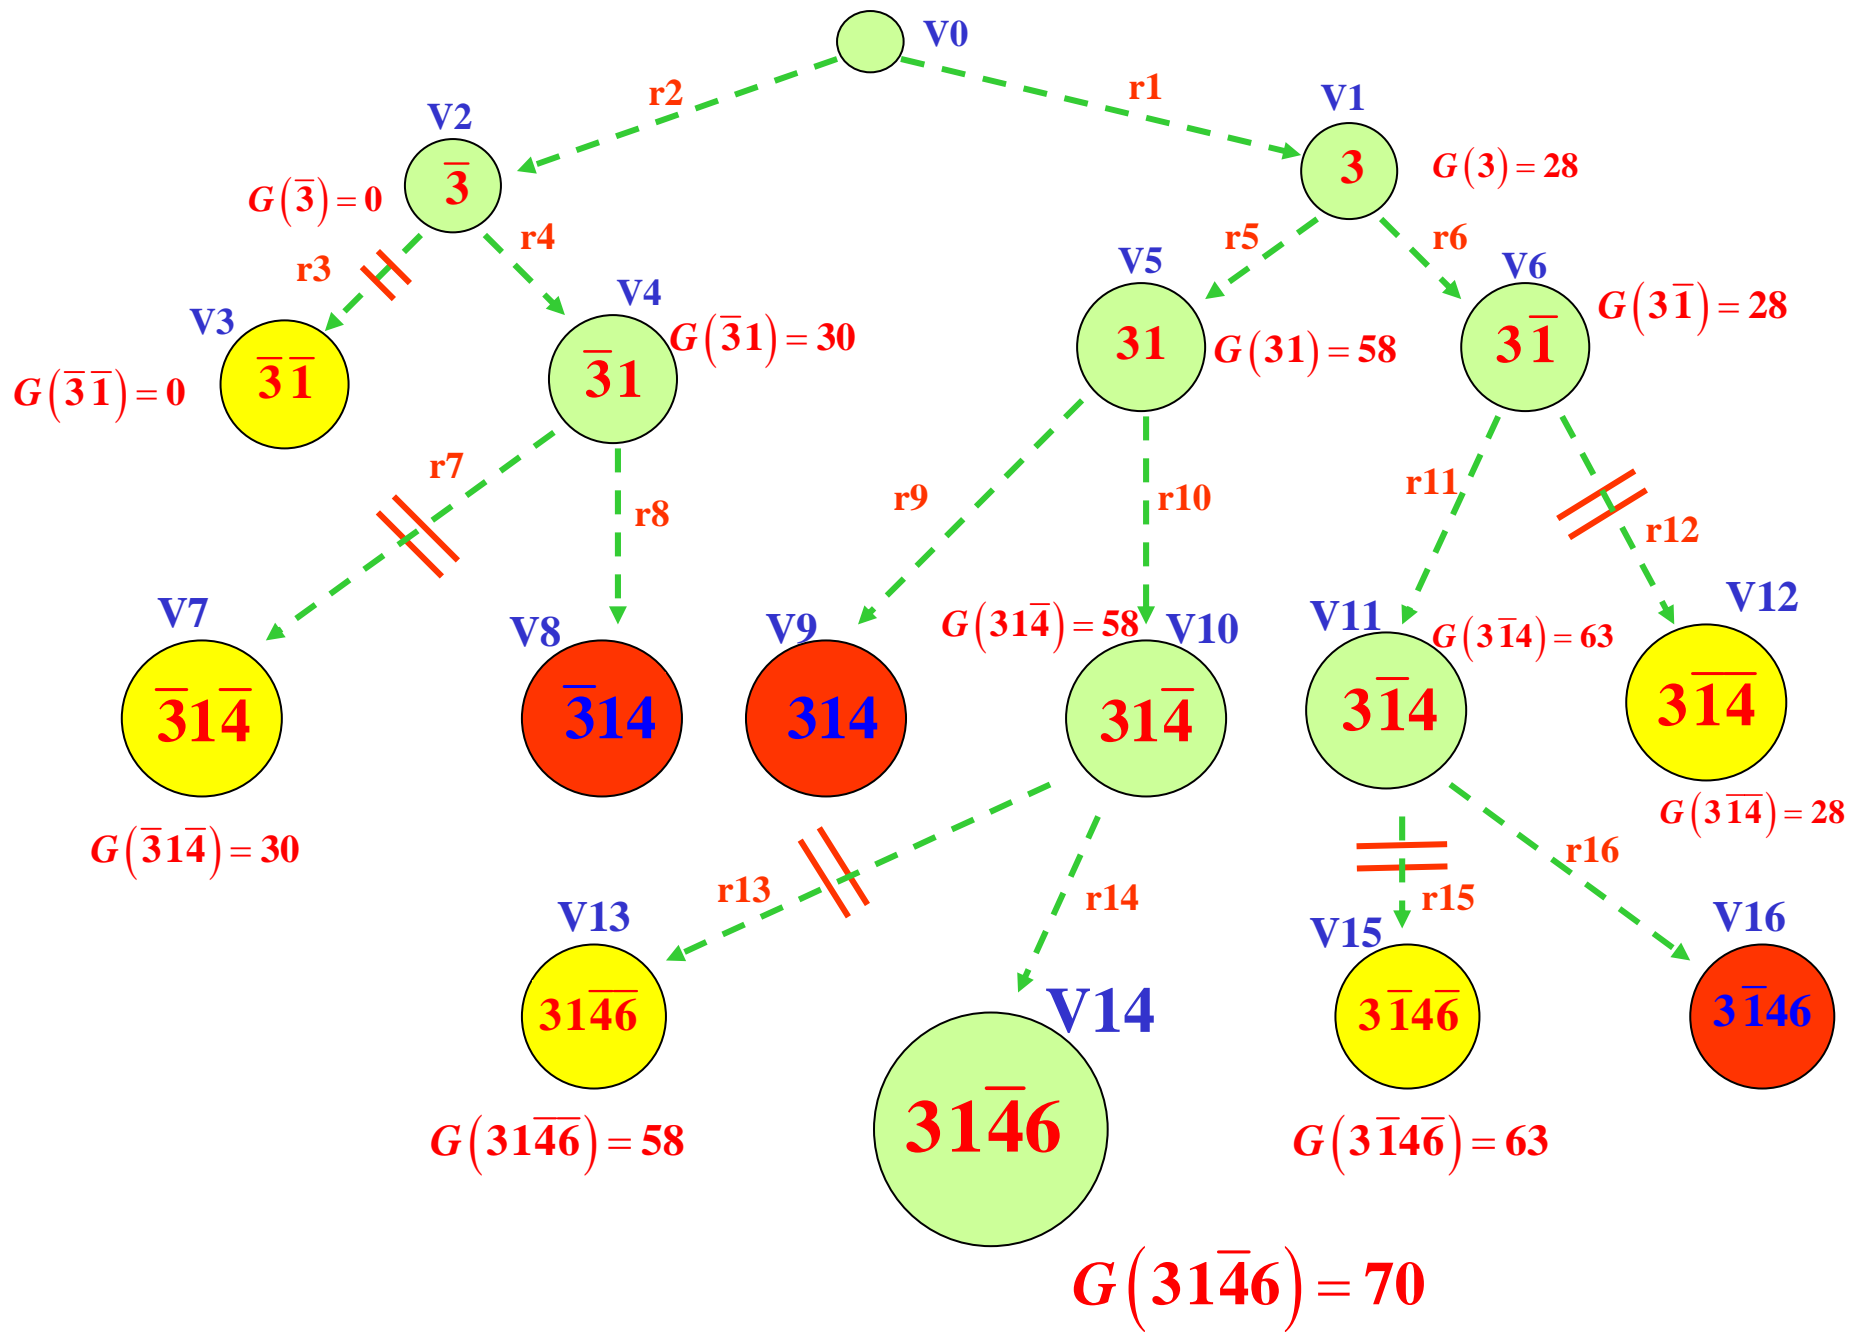 V0
r2
r1
V2
V1
3̅
3
G(3̅) = 0
G(3) = 28
r3
r4
r5
r6
V3
V4
V5
V6
3̅ 1̅
G(3̅ 1̅) = 0
3̅1
G(3̅1) = 30
31
G(31) = 58
31̅
G(31̅) = 28
r7
r8
r9
r10
r11
r12
V7
V8
V9
G(314̅) = 58
V10
V11
G(31̅4) = 63
V12
3̅14̅
3̅14
314
314̅
31̅4
31̅4̅
G(3̅14̅) = 30
G(31̅4̅) = 28
r13
r14
r15
r16
V13
V14
V15
V16
314̅6̅
314̅6
31̅46̅
31̅46
G(314̅6̅) = 58
G(31̅46̅) = 63
G(314̅6) = 70